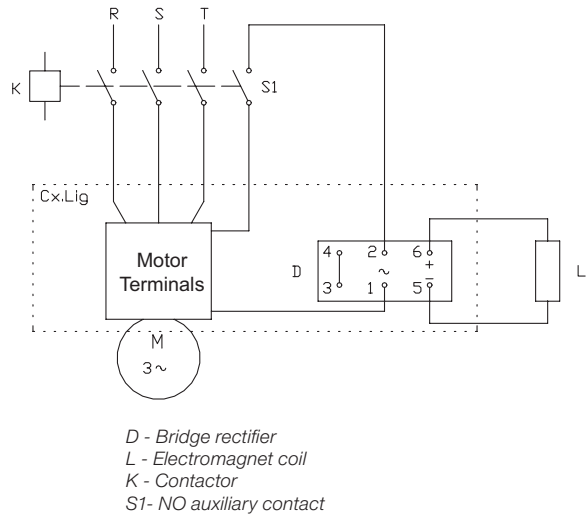 R S T
K
S1
Cx.Lig
Motor
Terminals
D
4 2 6
~ +
3 1 5 −
L
M
3~
D - Bridge rectifier
L - Electromagnet coil
K - Contactor
S1- NO auxiliary contact